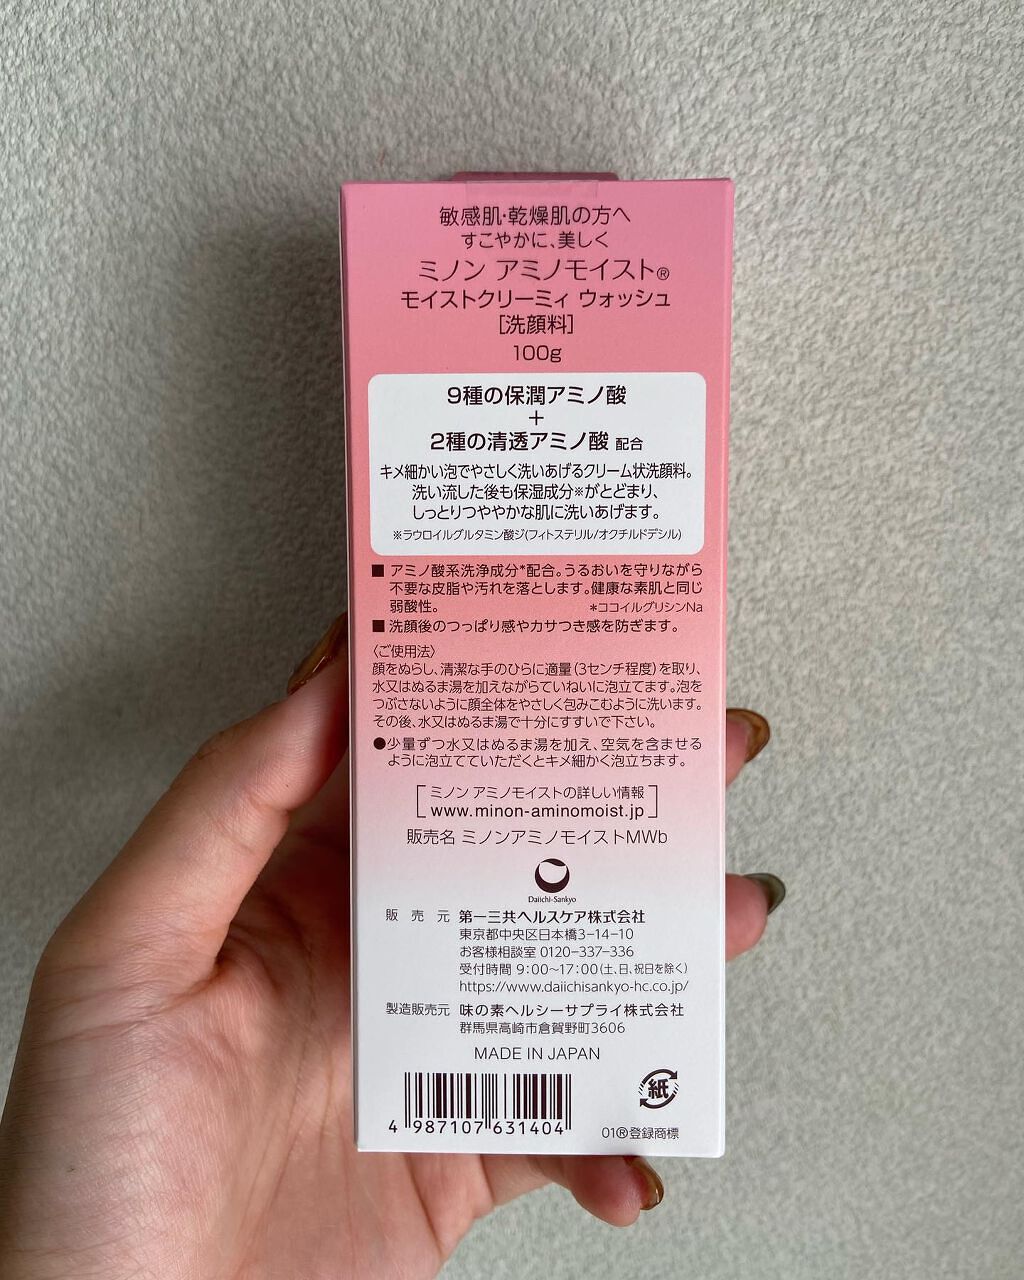 敏感肌・乾燥肌の方へ
すこやかに、美しく
ミノン アミノモイスト®
モイストクリーミィ ウォッシュ
[洗顔料]
100g
9種の保潤アミノ酸
+
2種の清透アミノ酸 配合
キメ細かい泡でやさしく洗いあげるクリーム状洗顔料。
洗い流した後も保湿成分※がとどまり、
しっとりつややかな肌に洗いあげます。
※ラウロイルグルタミン酸ジ(フィトステリル/オクチルドデシル)
■ アミノ酸系洗浄成分*配合。うるおいを守りながら
不要な皮脂や汚れを落とします。健康な素肌と同じ
弱酸性。 *ココイルグリシンNa
■ 洗顔後のつっぱり感やカサつき感を防ぎます。
〈ご使用法〉
顔をぬらし、清潔な手のひらに適量(3センチ程度)を取り、
水又はぬるま湯を加えながらていねいに泡立てます。泡を
つぶさないように顔全体をやさしく包みこむように洗います。
その後、水又はぬるま湯で十分にすすいで下さい。
●少量ずつ水又はぬるま湯を加え、空気を含ませる
ように泡立てていただくとキメ細かく泡立ちます。
ミノン アミノモイストの詳しい情報
www.minon-aminomoist.jp
販売名 ミノンアミノモイストMWb
Daiichi-Sankyo
販売元 第一三共ヘルスケア株式会社
東京都中央区日本橋3-14-10
お客様相談室 0120-337-336
受付時間 9:00〜17:00(土、日、祝日を除く)
https://www.daiichisankyo-hc.co.jp/
製造販売元 味の素ヘルシーサプライ株式会社
群馬県高崎市倉賀野町3606
MADE IN JAPAN
紙
4 987107 631404
01®登録商標